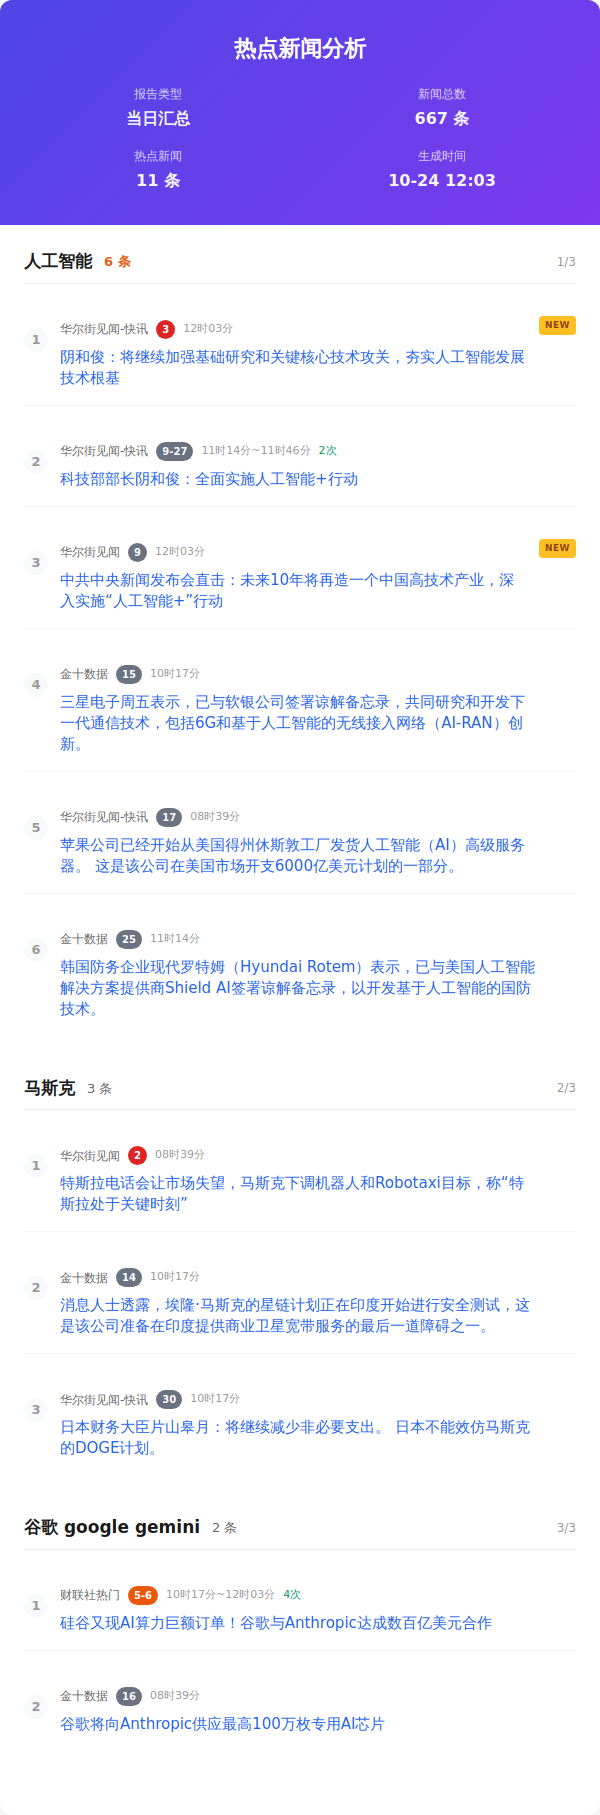 热点新闻分析
报告类型
当日汇总
新闻总数
667 条
热点新闻
11 条
生成时间
10-24 12:03
人工智能 6 条 1/3
1 华尔街见闻-快讯 3 12时03分 NEW
阴和俊：将继续加强基础研究和关键核心技术攻关，夯实人工智能发展
技术根基
2 华尔街见闻-快讯 9-27 11时14分~11时46分 2次
科技部部长阴和俊：全面实施人工智能+行动
3 华尔街见闻 9 12时03分 NEW
中共中央新闻发布会直击：未来10年将再造一个中国高技术产业，深
入实施“人工智能+”行动
4 金十数据 15 10时17分
三星电子周五表示，已与软银公司签署谅解备忘录，共同研究和开发下
一代通信技术，包括6G和基于人工智能的无线接入网络（AI-RAN）创
新。
5 华尔街见闻-快讯 17 08时39分
苹果公司已经开始从美国得州休斯敦工厂发货人工智能（AI）高级服务
器。 这是该公司在美国市场开支6000亿美元计划的一部分。
6 金十数据 25 11时14分
韩国防务企业现代罗特姆（Hyundai Rotem）表示，已与美国人工智能
解决方案提供商Shield AI签署谅解备忘录，以开发基于人工智能的国防
技术。
马斯克 3 条 2/3
1 华尔街见闻 2 08时39分
特斯拉电话会让市场失望，马斯克下调机器人和Robotaxi目标，称“特
斯拉处于关键时刻”
2 金十数据 14 10时17分
消息人士透露，埃隆·马斯克的星链计划正在印度开始进行安全测试，这
是该公司准备在印度提供商业卫星宽带服务的最后一道障碍之一。
3 华尔街见闻-快讯 30 10时17分
日本财务大臣片山皋月：将继续减少非必要支出。 日本不能效仿马斯克
的DOGE计划。
谷歌 google gemini 2 条 3/3
1 财联社热门 5-6 10时17分~12时03分 4次
硅谷又现AI算力巨额订单！谷歌与Anthropic达成数百亿美元合作
2 金十数据 16 08时39分
谷歌将向Anthropic供应最高100万枚专用AI芯片